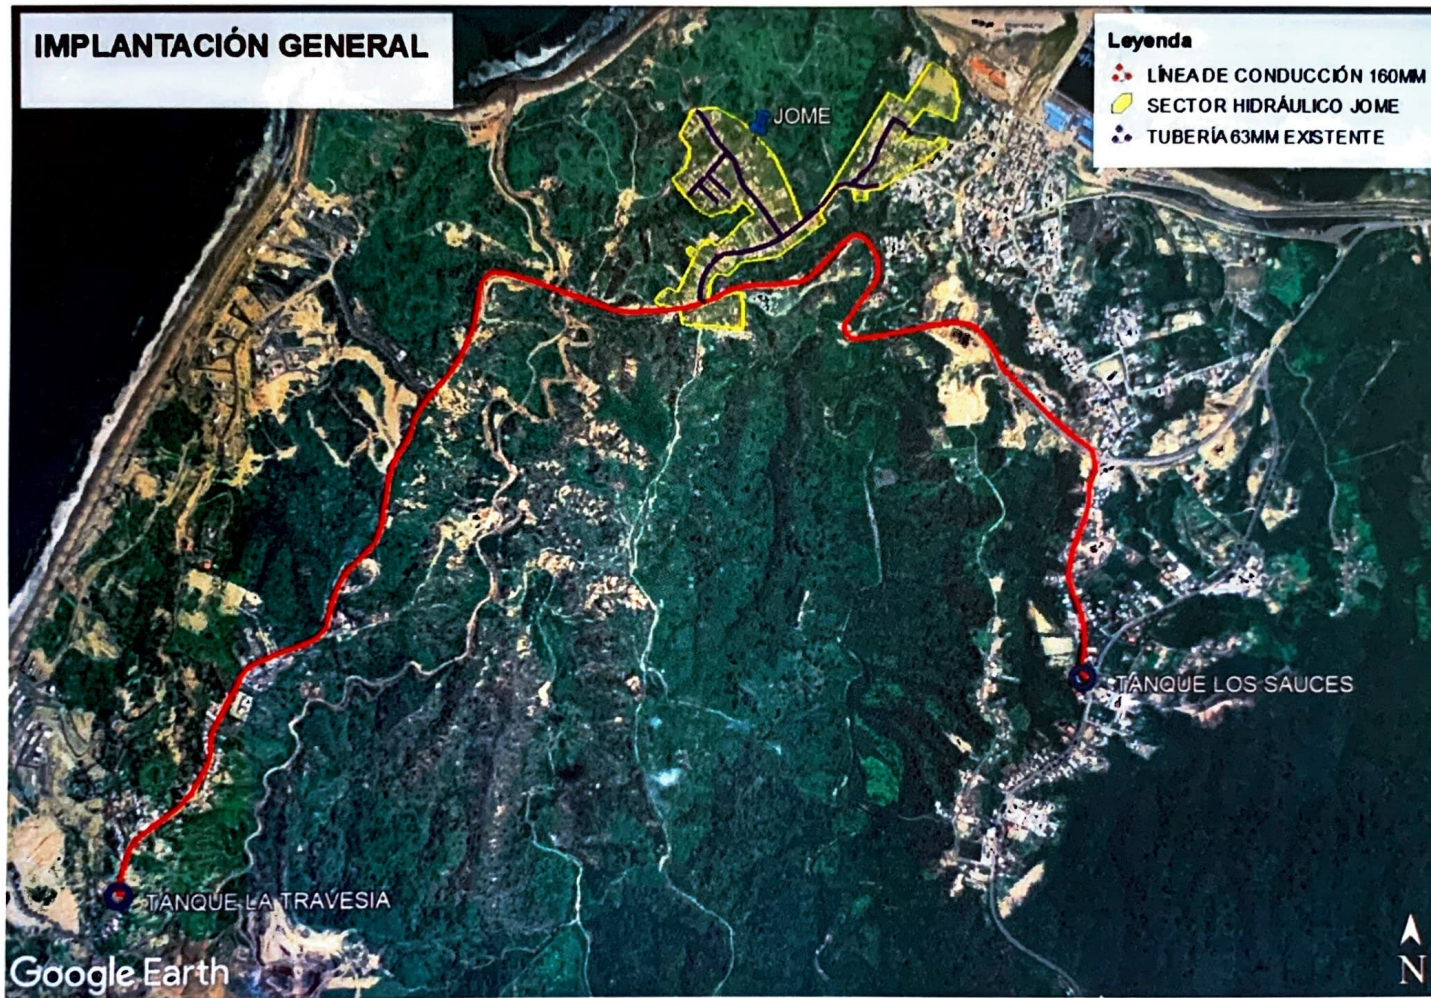 IMPLANTACIÓN GENERAL
Leyenda
LÍNEA DE CONDUCCIÓN 160MM
SECTOR HIDRÁULICO JOME
TUBERÍA 63MM EXISTENTE
JOME
TANQUE LOS SAUCES
TANQUE LA TRAVESIA
Google Earth
N